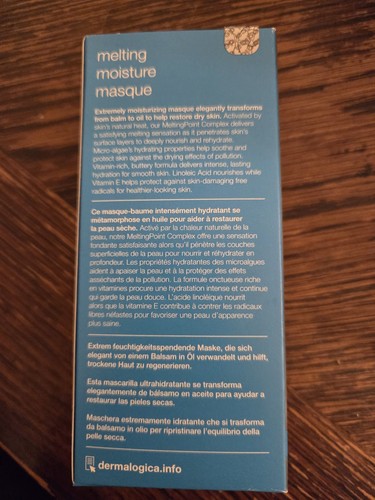 melting
moisture
masque
Extremely moisturizing masque elegantly transforms
from balm to oil to help restore dry skin. Activated by
skin's natural heat, our MeltingPoint Complex delivers
a satisfying melting sensation as it penetrates skin's
surface layers to deeply nourish and rehydrate.
Micro-algae's hydrating properties help soothe and
protect skin against the drying effects of pollution.
Vitamin-rich, buttery formula delivers intense, lasting
hydration for smooth skin. Linoleic Acid nourishes while
Vitamin E helps protect against skin-damaging free
radicals for healthier-looking skin.
Ce masque-baume intensément hydratant se
métamorphose en huile pour aider à restaurer
la peau sèche. Activé par la chaleur naturelle de la
peau, notre MeltingPoint Complex offre une sensation
fondante satisfaisante alors qu'il pénètre les couches
superficielles de la peau pour nourrir et réhydrater en
profondeur. Les propriétés hydratantes des microalgues
aident à apaiser la peau et à la protéger des effets
asséchants de la pollution. La formule onctueuse riche
en vitamines procure une hydratation intense et continue
qui garde la peau douce. L'acide linoléique nourrit
alors que la vitamine E contribue à contrer les radicaux
libres néfastes pour favoriser une peau d'apparence
plus saine.
Extrem feuchtigkeitsspendende Maske, die sich
elegant von einem Balsam in Öl verwandelt und hilft,
trockene Haut zu regenerieren.
Esta mascarilla ultrahidratante se transforma
elegantemente de bálsamo en aceite para ayudar a
restaurar las pieles secas.
Maschera estremamente idratante che si trasforma
da balsamo in olio per ripristinare l'equilibrio della
pelle secca.
dermalogica.info